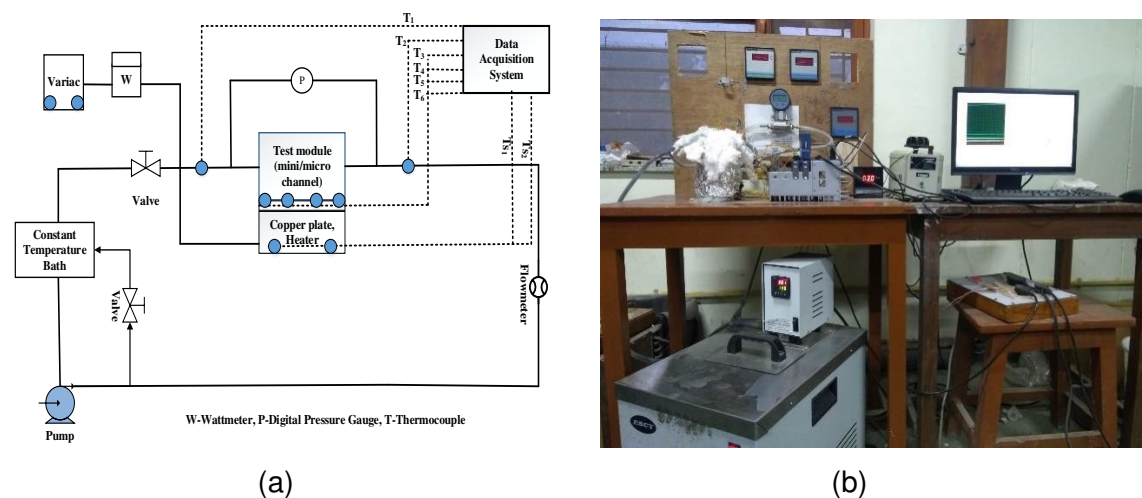 T1
T2
T3
T4
T5
T6
Data
Acquisition
System
Variac
W
P
Ts1
Ts2
Test module
(mini/micro
channel)
Valve
Copper plate,
Heater
Constant
Temperature
Bath
Valve
Flowmeter
W-Wattmeter, P-Digital Pressure Gauge, T-Thermocouple
Pump
(a)
(b)